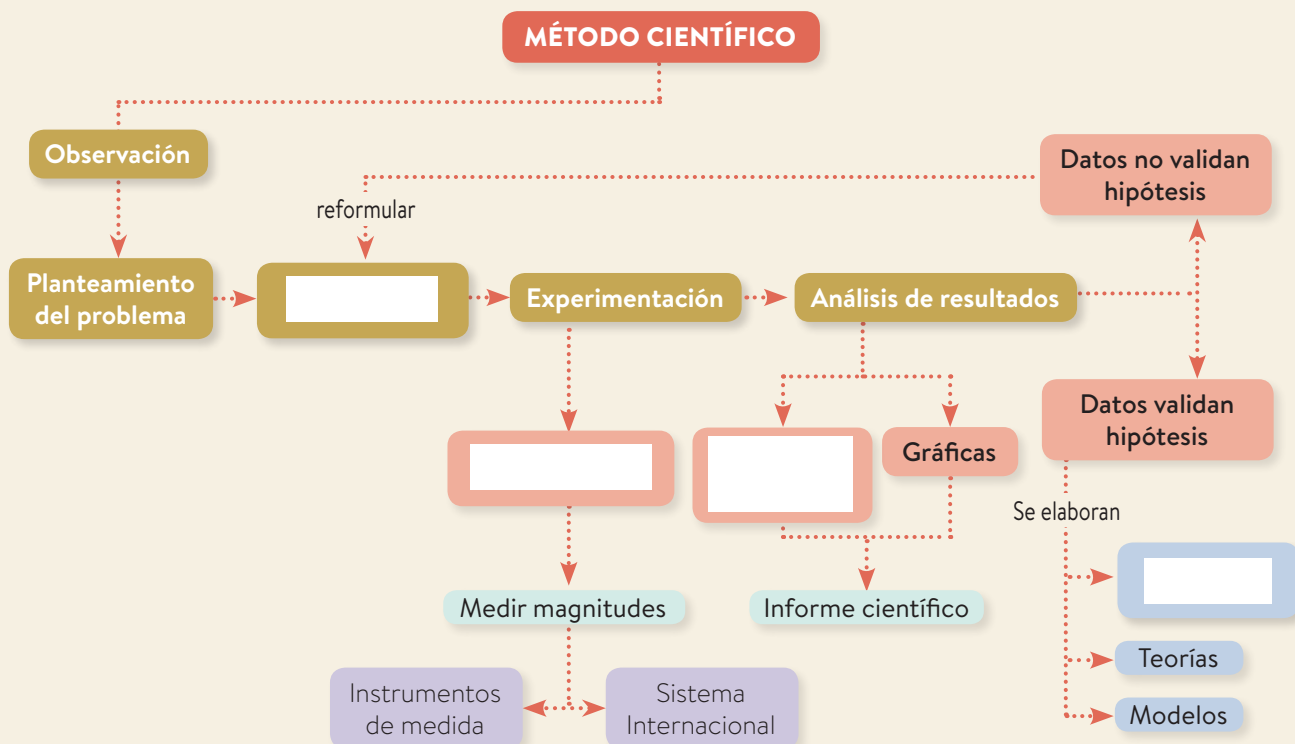 MÉTODO CIENTÍFICO
Observación
Datos no validan
hipótesis
reformular
Planteamiento
del problema
Experimentación
Análisis de resultados
Datos validan
hipótesis
Gráficas
Se elaboran
Medir magnitudes
Informe científico
Teorías
Modelos
Instrumentos
de medida
Sistema
Internacional